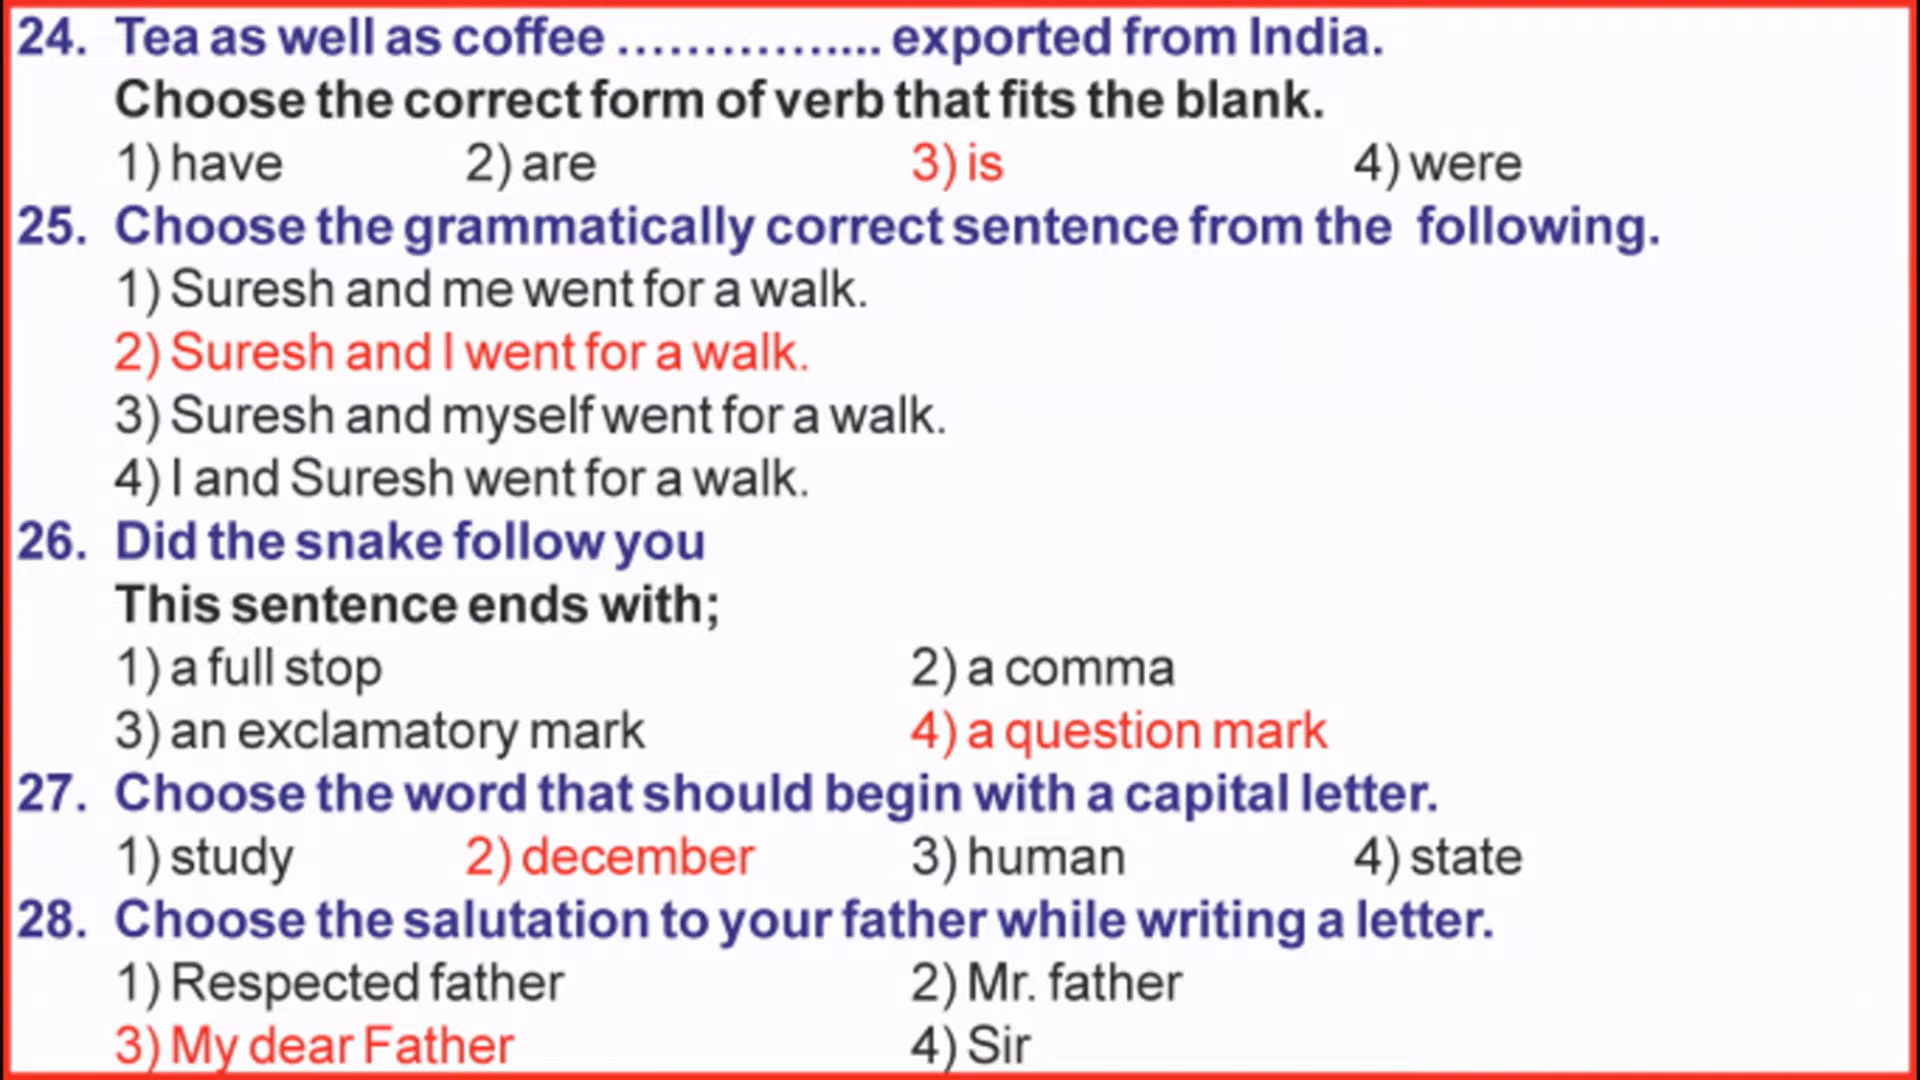 24. Tea as well as coffee ................. exported from India.
Choose the correct form of verb that fits the blank.
1) have 2) are 3) is 4) were
25. Choose the grammatically correct sentence from the following.
1) Suresh and me went for a walk.
2) Suresh and I went for a walk.
3) Suresh and myself went for a walk.
4) I and Suresh went for a walk.
26. Did the snake follow you
This sentence ends with;
1) a full stop 2) a comma
3) an exclamatory mark 4) a question mark
27. Choose the word that should begin with a capital letter.
1) study 2) december 3) human 4) state
28. Choose the salutation to your father while writing a letter.
1) Respected father 2) Mr. father
3) My dear Father 4) Sir